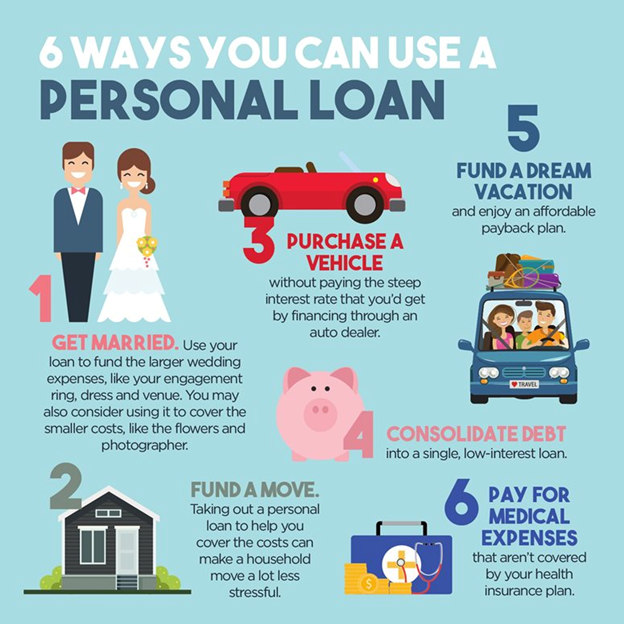 6 WAYS YOU CAN USE A
PERSONAL LOAN
1
GET MARRIED. Use your
loan to fund the larger wedding
expenses, like your engagement
ring, dress and venue. You may
also consider using it to cover the
smaller costs, like the flowers and
photographer.
2
FUND A MOVE.
Taking out a personal
loan to help you
cover the costs can
make a household
move a lot less
stressful.
3
PURCHASE A
VEHICLE
without paying the steep
interest rate that you'd get
by financing through an
auto dealer.
4
CONSOLIDATE DEBT
into a single, low-interest loan.
5
FUND A DREAM
VACATION
and enjoy an affordable
payback plan.
TRAVEL
6
PAY FOR
MEDICAL
EXPENSES
that aren't covered
by your health
insurance plan.
$